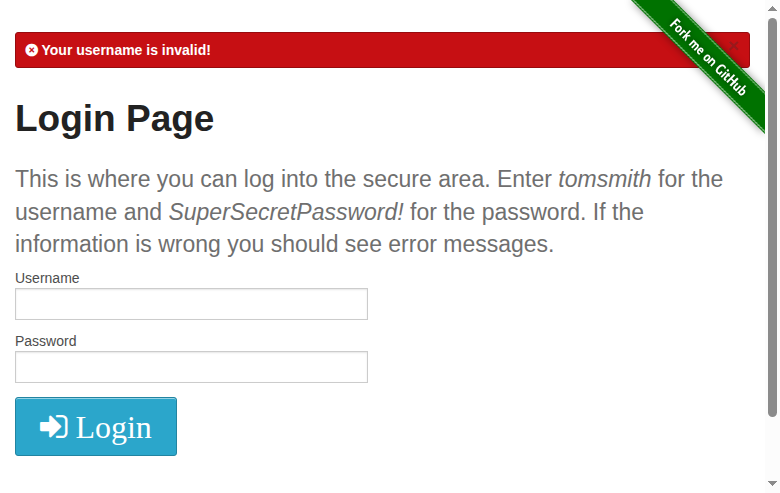 Your username is invalid!
Fork me on GitHub
Login Page
This is where you can log into the secure area. Enter tomsmith for the
username and SuperSecretPassword! for the password. If the
information is wrong you should see error messages.
Username
Password
Login